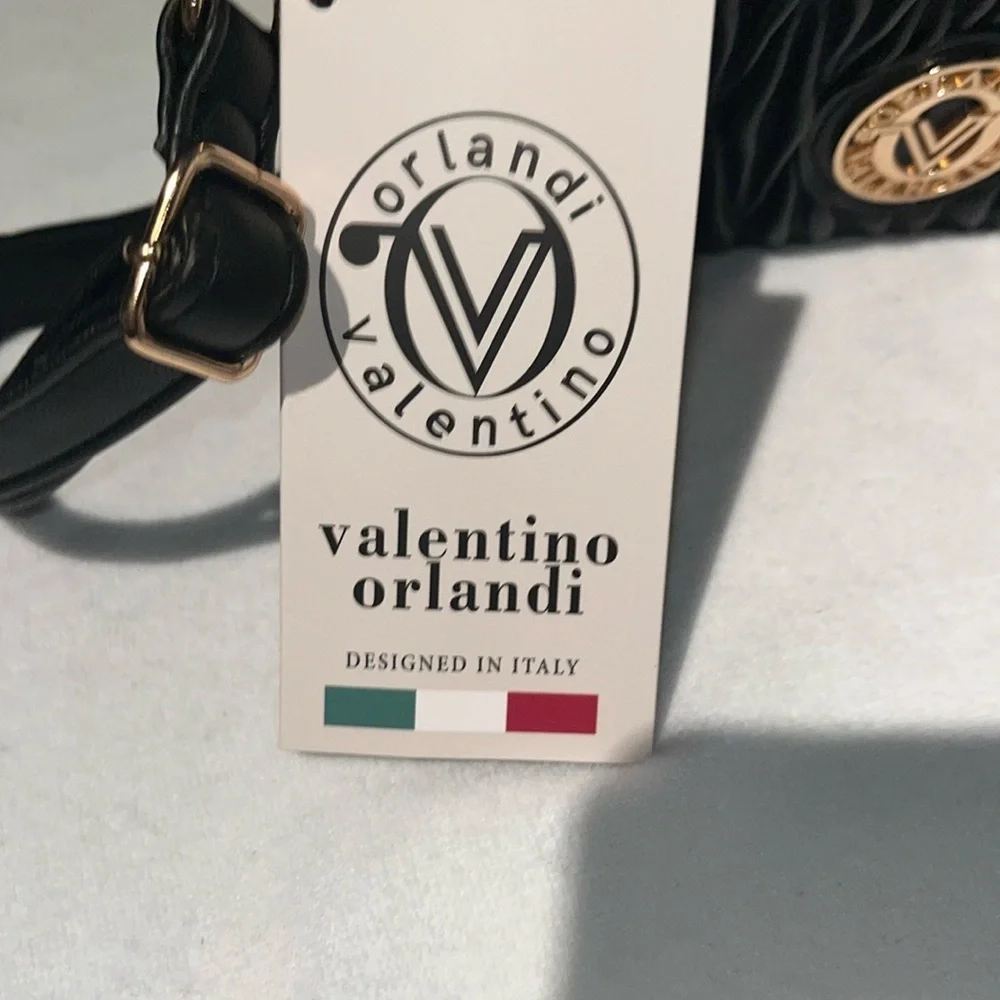 orlandi
V
valentino
valentino
orlandi
DESIGNED IN ITALY